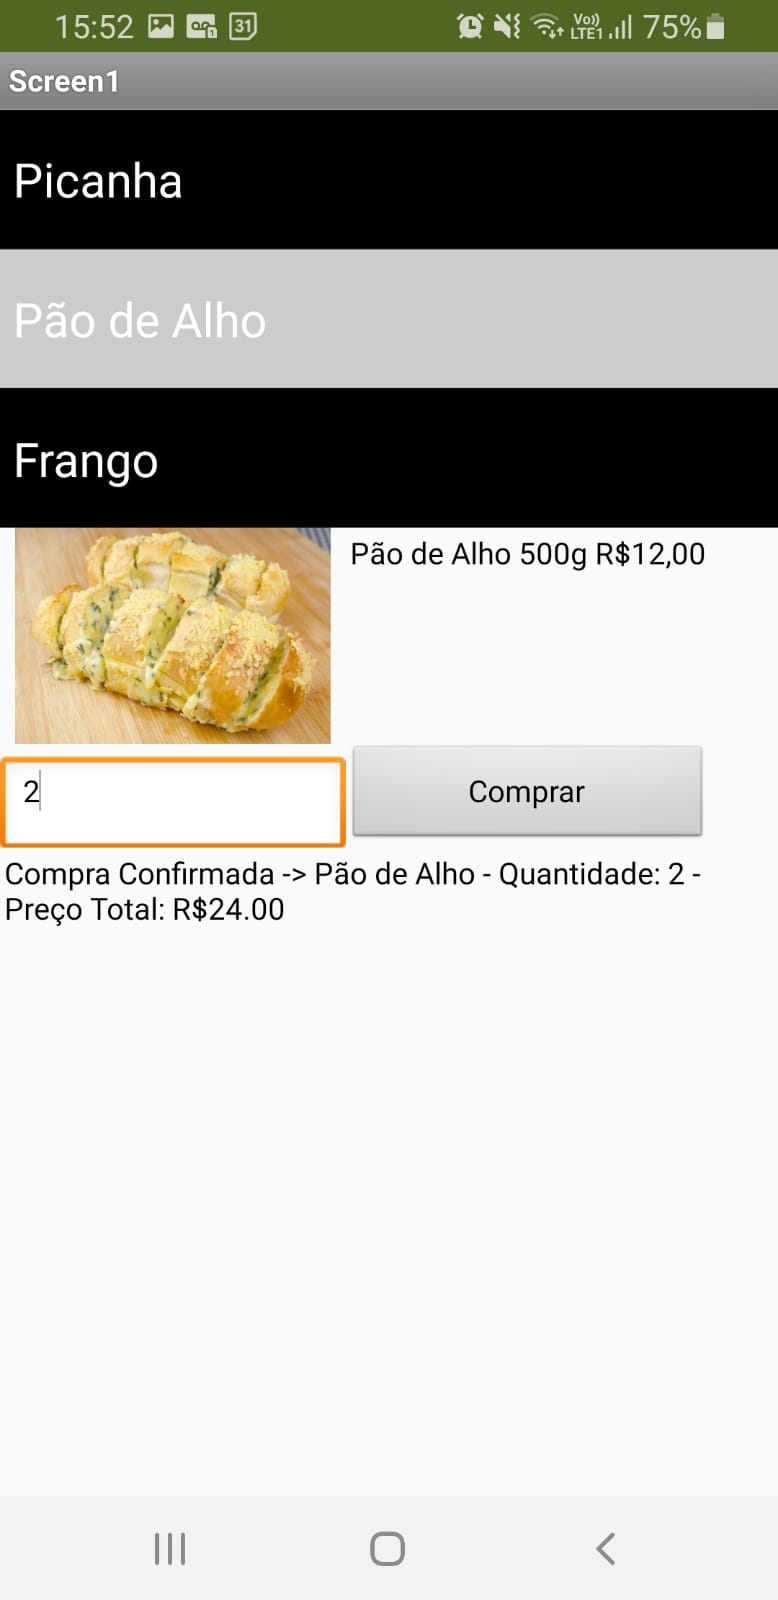 15:52 31 Vo)) LTE1 75%
Screen1
Picanha
Pão de Alho
Frango
Pão de Alho 500g R$12,00
2
Comprar
Compra Confirmada -> Pão de Alho - Quantidade: 2 -
Preço Total: R$24.00